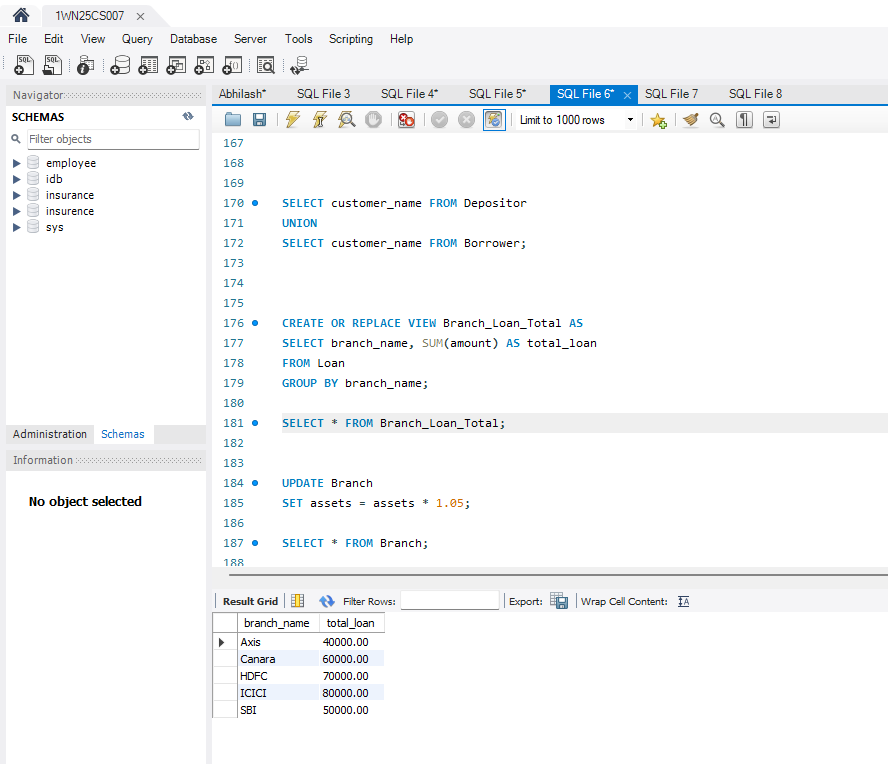 1WN25CS007
File Edit View Query Database Server Tools Scripting Help
Navigator
SCHEMAS
Filter objects
employee
idb
insurance
insurence
sys
Administration Schemas
Information
No object selected
Abhilash* SQL File 3 SQL File 4* SQL File 5* SQL File 6* SQL File 7 SQL File 8
Limit to 1000 rows
167
168
169
170 SELECT customer_name FROM Depositor
171 UNION
172 SELECT customer_name FROM Borrower;
173
174
175
176 CREATE OR REPLACE VIEW Branch_Loan_Total AS
177 SELECT branch_name, SUM(amount) AS total_loan
178 FROM Loan
179 GROUP BY branch_name;
180
181 SELECT * FROM Branch_Loan_Total;
182
183
184 UPDATE Branch
185 SET assets = assets * 1.05;
186
187 SELECT * FROM Branch;
188
Result Grid Filter Rows: Export: Wrap Cell Content:
branch_name total_loan
Axis 40000.00
Canara 60000.00
HDFC 70000.00
ICICI 80000.00
SBI 50000.00